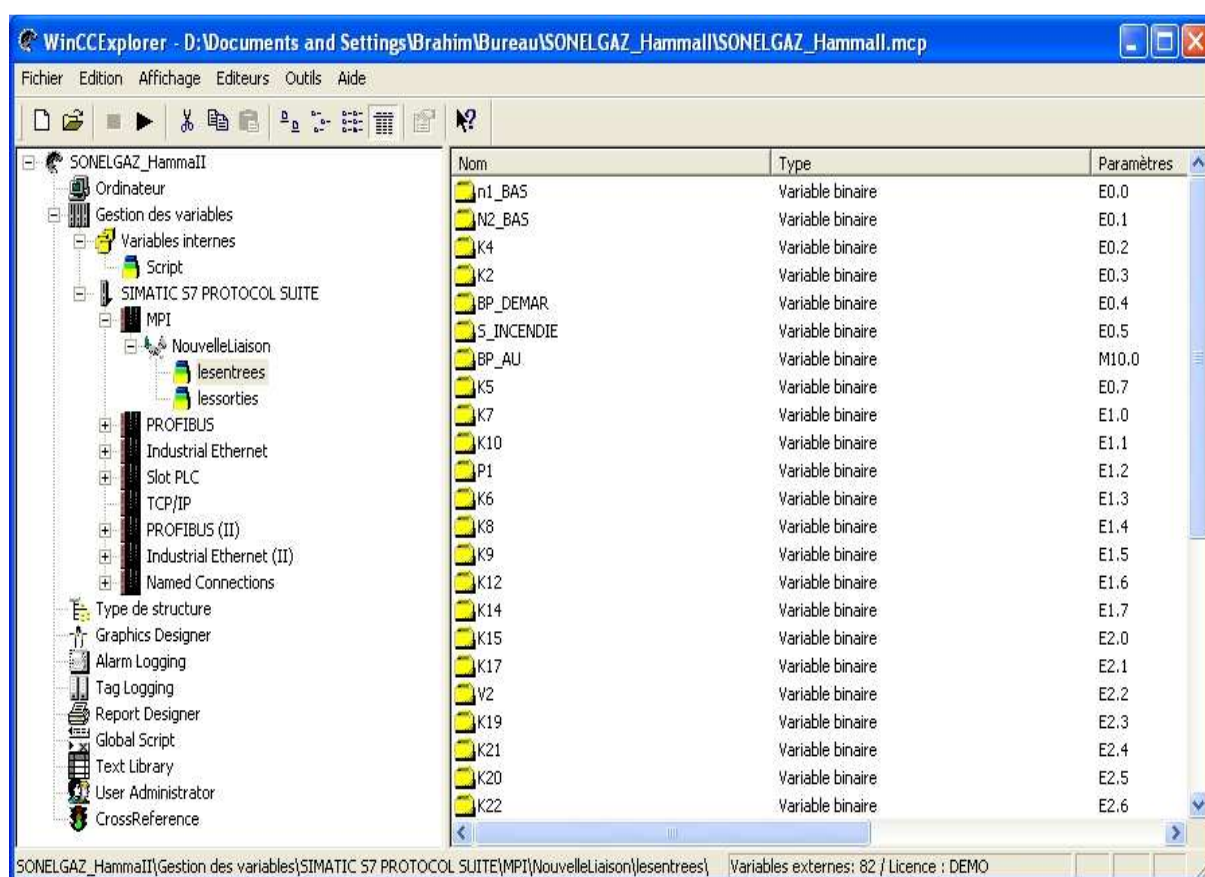 WinCCExplorer - D:\Documents and Settings\Brahim\Bureau\SONELGAZ_HammaII\SONELGAZ_HammaII.mcp
Fichier Edition Affichage Editeurs Outils Aide
SONELGAZ_HammaII
Ordinateur
Gestion des variables
Variables internes
Script
SIMATIC S7 PROTOCOL SUITE
MPI
NouvelleLiaison
lesentrees
lessorties
PROFIBUS
Industrial Ethernet
Slot PLC
TCP/IP
PROFIBUS (II)
Industrial Ethernet (II)
Named Connections
Type de structure
Graphics Designer
Alarm Logging
Tag Logging
Report Designer
Global Script
Text Library
User Administrator
CrossReference
Nom Type Paramètres
n1_BAS Variable binaire E0.0
N2_BAS Variable binaire E0.1
K4 Variable binaire E0.2
K2 Variable binaire E0.3
BP_DEMAR Variable binaire E0.4
S_INCENDIE Variable binaire E0.5
BP_AU Variable binaire M10.0
K5 Variable binaire E0.7
K7 Variable binaire E1.0
K10 Variable binaire E1.1
P1 Variable binaire E1.2
K6 Variable binaire E1.3
K8 Variable binaire E1.4
K9 Variable binaire E1.5
K12 Variable binaire E1.6
K14 Variable binaire E1.7
K15 Variable binaire E2.0
K17 Variable binaire E2.1
V2 Variable binaire E2.2
K19 Variable binaire E2.3
K21 Variable binaire E2.4
K20 Variable binaire E2.5
K22 Variable binaire E2.6
SONELGAZ_HammaII\Gestion des variables\SIMATIC S7 PROTOCOL SUITE\MPI\NouvelleLiaison\lesentrees\ Variables externes: 82 / Licence : DEMO